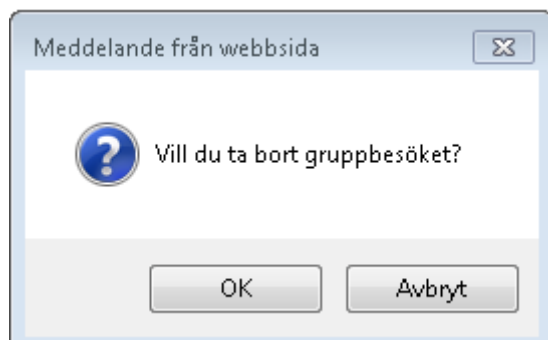 Meddelande från webbsida
Vill du ta bort gruppbesöket?
OK Avbryt